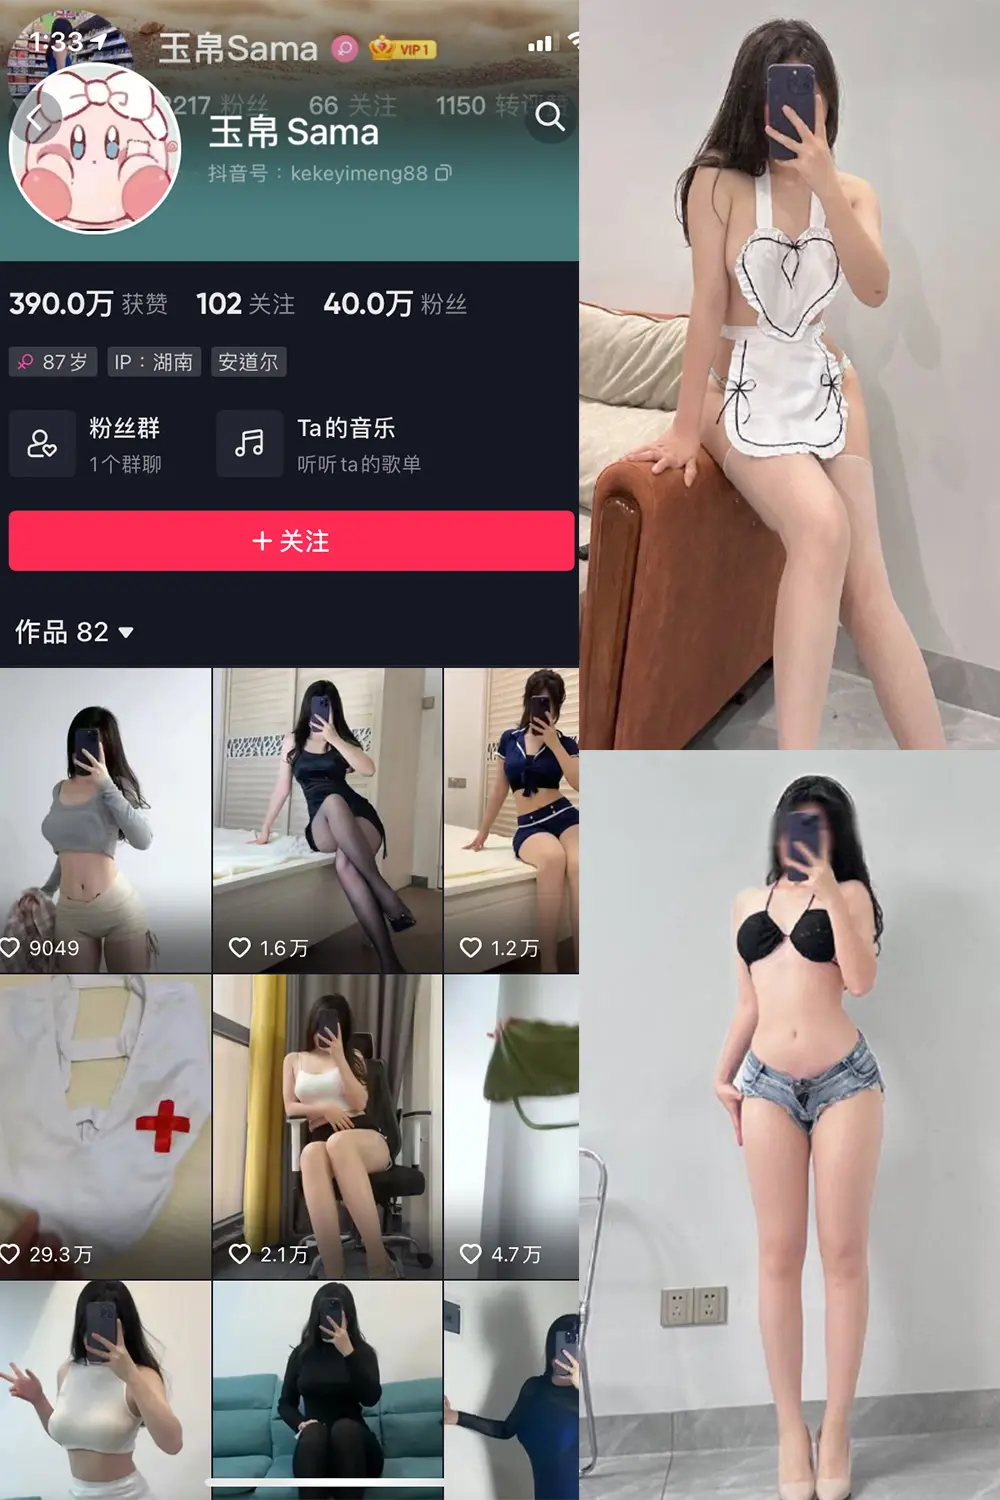 1:33
玉帛Sama VIP 1
217 粉丝 66 关注 1150 转评赞
玉帛 Sama
抖音号：kekeyimeng88
390.0万 获赞 102 关注 40.0万 粉丝
87岁 IP：湖南 安道尔
粉丝群 Ta的音乐
1个群聊 听听ta的歌单
+ 关注
作品 82
9049 1.6万 1.2万
29.3万 2.1万 4.7万